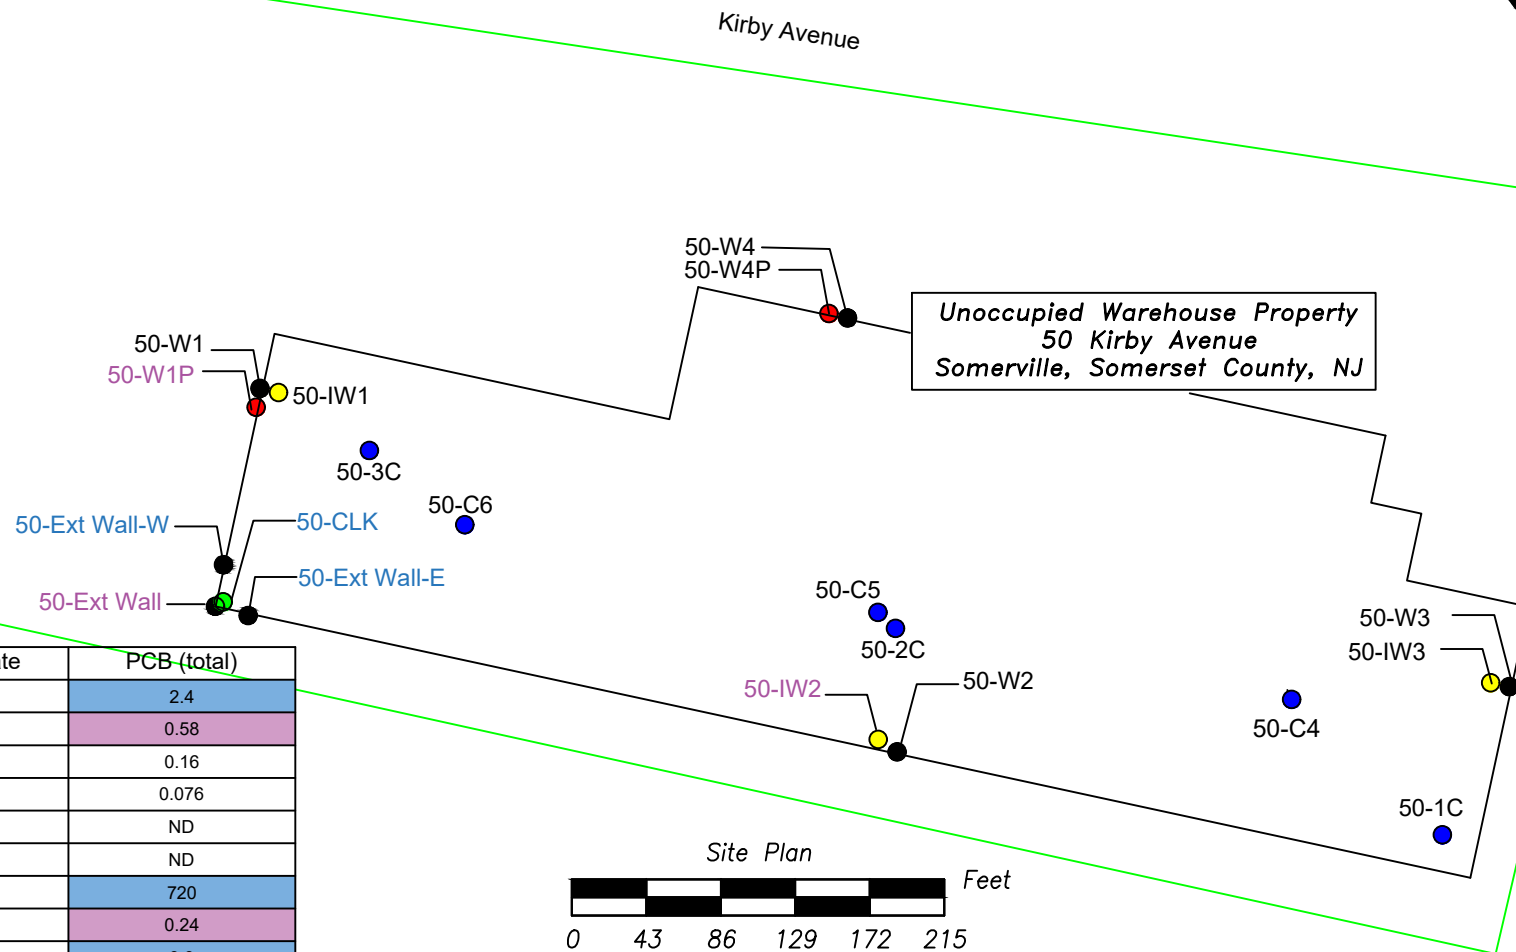 Kirby Avenue
50-W4
50-W4P
Unoccupied Warehouse Property
50 Kirby Avenue
Somerville, Somerset County, NJ
50-W1
50-W1P
50-IW1
50-3C
50-C6
50-Ext Wall-W
50-CLK
50-Ext Wall-E
50-Ext Wall
50-C5
50-2C
50-W3
50-IW3
50-IW2
50-W2
50-C4
50-1C
PCB (total)
2.4
0.58
0.16
0.076
ND
ND
720
0.24
Site Plan
Feet
0 43 86 129 172 215